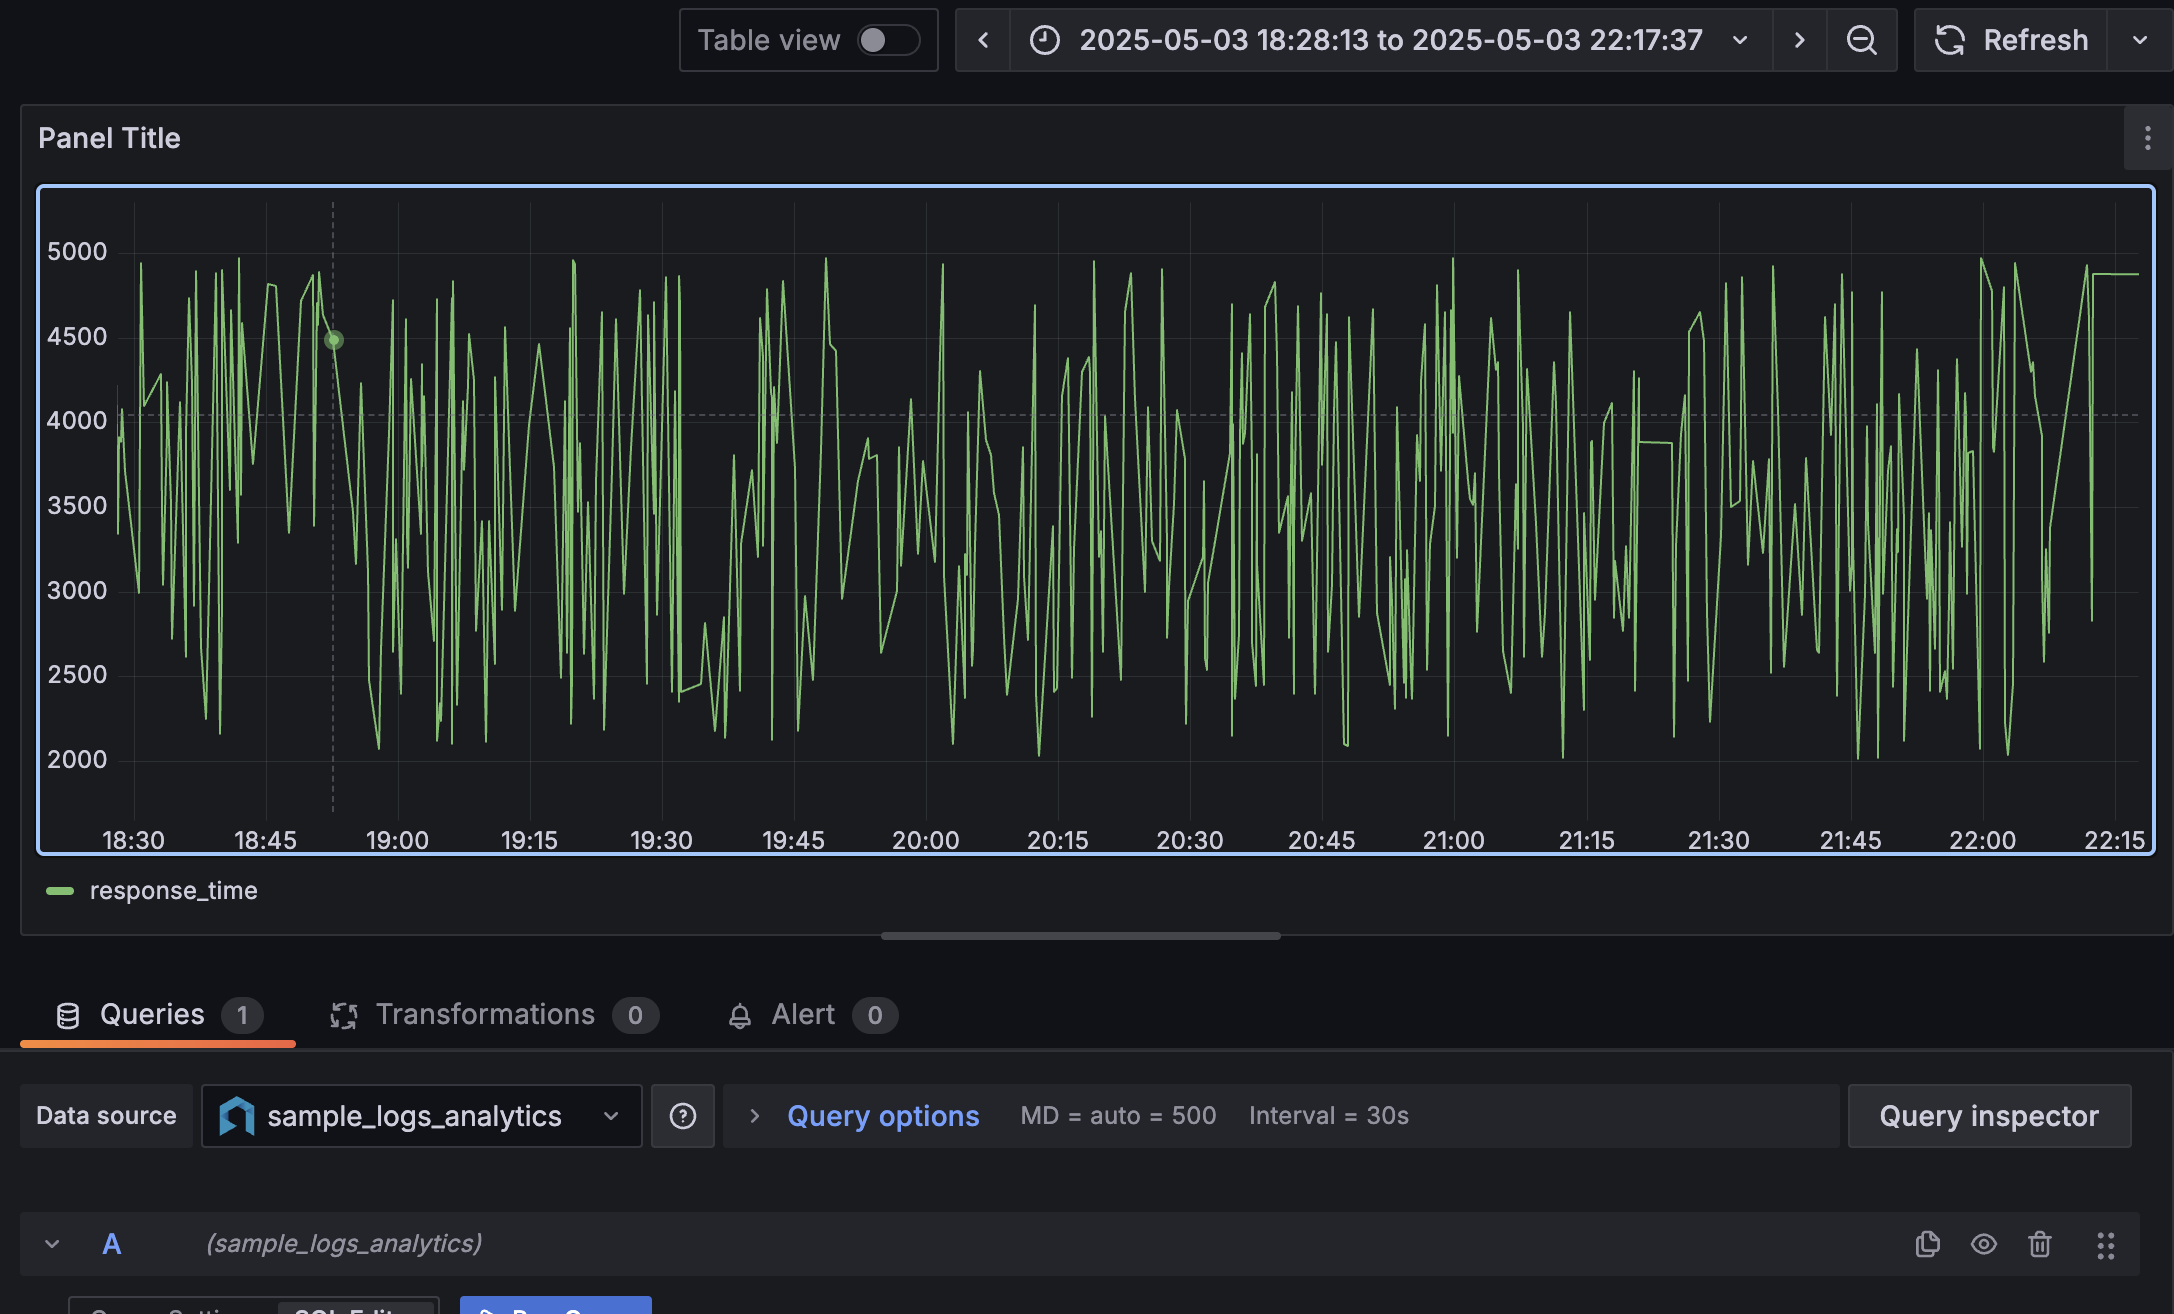 Table view
2025-05-03 18:28:13 to 2025-05-03 22:17:37
Refresh
Panel Title
5000
4500
4000
3500
3000
2500
2000
18:30 18:45 19:00 19:15 19:30 19:45 20:00 20:15 20:30 20:45 21:00 21:15 21:30 21:45 22:00 22:15
response_time
Queries 1 Transformations 0 Alert 0
Data source sample_logs_analytics Query options MD = auto = 500 Interval = 30s Query inspector
A (sample_logs_analytics)